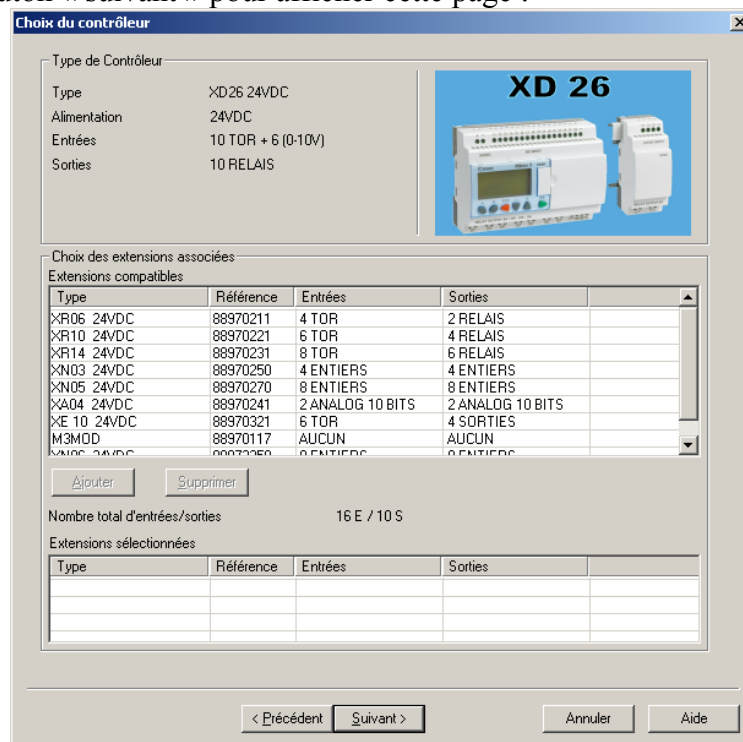 pour afficher cette page :
Choix du contrôleur
Type de Contrôleur
Type XD26 24VDC
Alimentation 24VDC
Entrées 10 TOR + 6 (0-10V)
Sorties 10 RELAIS
XD 26
Choix des extensions associées
Extensions compatibles
Type Référence Entrées Sorties
XR06 24VDC 88970211 4 TOR 2 RELAIS
XR10 24VDC 88970221 6 TOR 4 RELAIS
XR14 24VDC 88970231 8 TOR 6 RELAIS
XN03 24VDC 88970250 4 ENTIERS 4 ENTIERS
XN05 24VDC 88970270 8 ENTIERS 8 ENTIERS
XA04 24VDC 88970241 2 ANALOG 10 BITS 2 ANALOG 10 BITS
XE 10 24VDC 88970321 6 TOR 4 SORTIES
M3MOD 88970117 AUCUN AUCUN
Ajouter Supprimer
Nombre total d'entrées/sorties 16 E / 10 S
Extensions sélectionnées
Type Référence Entrées Sorties
< Précédent Suivant > Annuler Aide